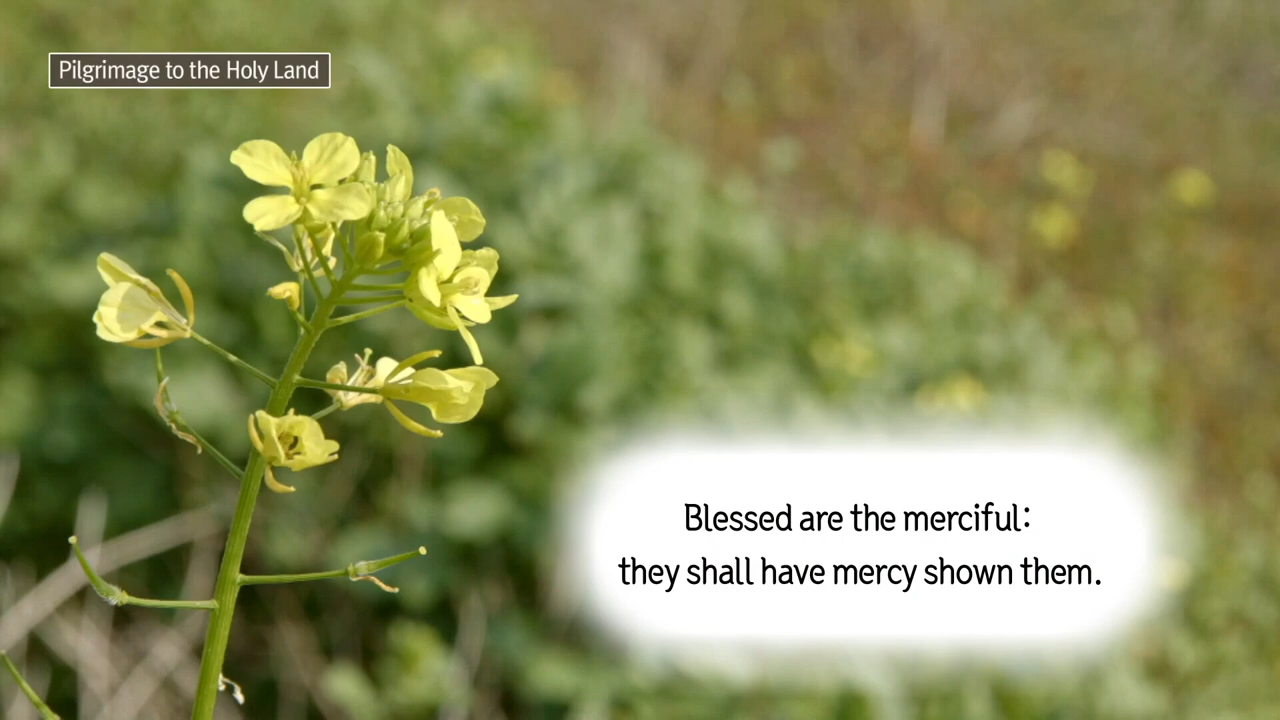 Pilgrimage to the Holy Land
Blessed are the merciful:
they shall have mercy shown them.